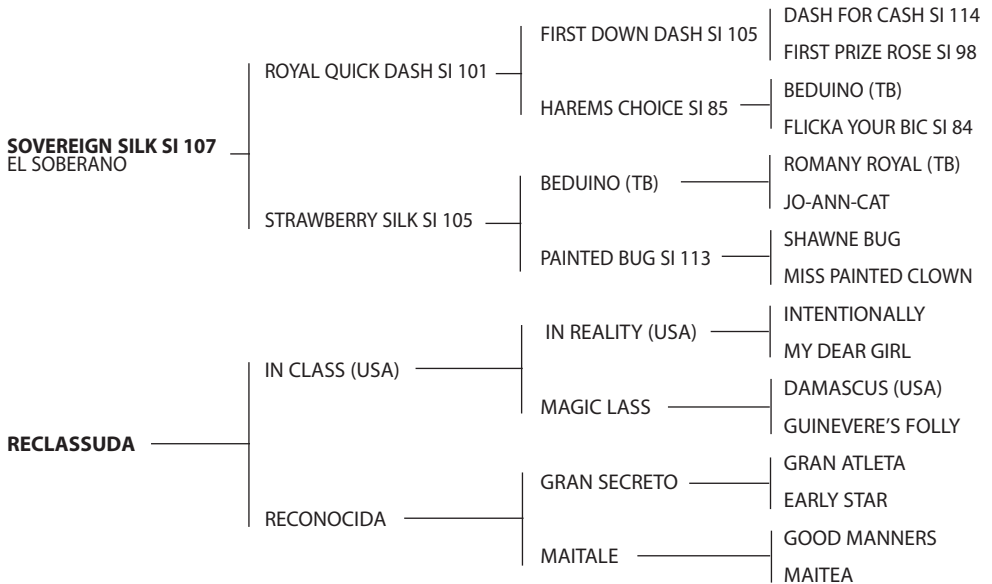 SOVEREIGN SILK SI 107
EL SOBERANO
ROYAL QUICK DASH SI 101
FIRST DOWN DASH SI 105
DASH FOR CASH SI 114
FIRST PRIZE ROSE SI 98
HAREMS CHOICE SI 85
BEDUINO (TB)
FLICKA YOUR BIC SI 84
STRAWBERRY SILK SI 105
BEDUINO (TB)
ROMANY ROYAL (TB)
JO-ANN-CAT
PAINTED BUG SI 113
SHAWNE BUG
MISS PAINTED CLOWN
RECLASSUDA
IN CLASS (USA)
IN REALITY (USA)
INTENTIONALLY
MY DEAR GIRL
MAGIC LASS
DAMASCUS (USA)
GUINEVERE'S FOLLY
RECONOCIDA
GRAN SECRETO
GRAN ATLETA
EARLY STAR
MAITALE
GOOD MANNERS
MAITEA